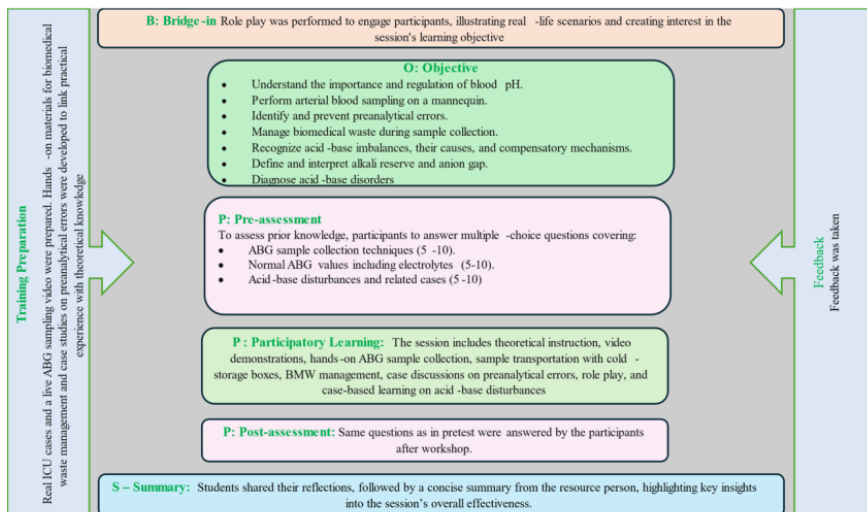 B: Bridge-in Role play was performed to engage participants, illustrating real -life scenarios and creating interest in the
session's learning objective
Training Preparation
Real ICU cases and a live ABG sampling video were prepared. Hands -on materials for biomedical
waste management and case studies on preanalytical errors were developed to link practical
experience with theoretical knowledge
O: Objective
• Understand the importance and regulation of blood pH.
• Perform arterial blood sampling on a mannequin.
• Identify and prevent preanalytical errors.
• Manage biomedical waste during sample collection.
• Recognize acid -base imbalances, their causes, and compensatory mechanisms.
• Define and interpret alkali reserve and anion gap.
• Diagnose acid -base disorders
P: Pre-assessment
To assess prior knowledge, participants to answer multiple -choice questions covering:
• ABG sample collection techniques (5 -10).
• Normal ABG values including electrolytes (5-10).
• Acid-base disturbances and related cases (5 -10)
P : Participatory Learning: The session includes theoretical instruction, video
demonstrations, hands-on ABG sample collection, sample transportation with cold -
storage boxes, BMW management, case discussions on preanalytical errors, role play, and
case-based learning on acid -base disturbances
P: Post-assessment: Same questions as in pretest were answered by the participants
after workshop.
S – Summary: Students shared their reflections, followed by a concise summary from the resource person, highlighting key insights
into the session's overall effectiveness.
Feedback
Feedback was taken